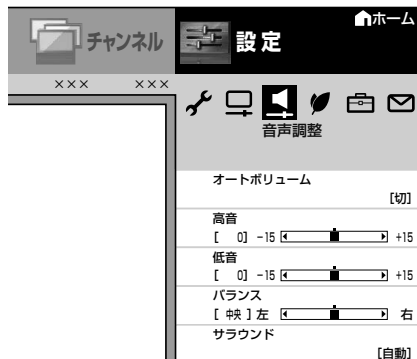 ホーム
チャンネル 設定
××× ×××
音声調整
オートボリューム
[切]
高音
[ 0] -15 +15
低音
[ 0] -15 +15
バランス
[中央] 左 右
サラウンド
[自動]